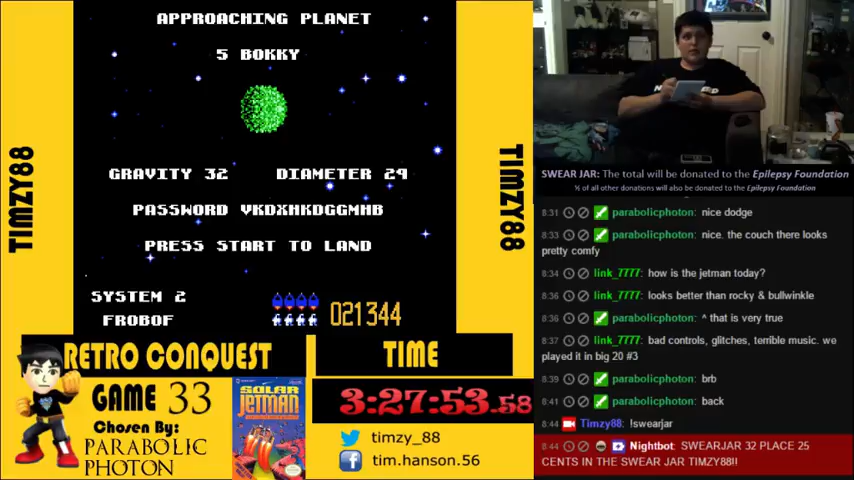 APPROACHING PLANET
5 BOKKY
GRAVITY 32 DIAMETER 29
PASSWORD VKDXHKDGGMHB
PRESS START TO LAND
SYSTEM 2
FROBOF
021344
TIMZY88
TIMZY88
RETRO CONQUEST
GAME 33
Chosen By:
PARABOLIC
PHOTON
SOLAR
JETMAN
TIME
3:27:53.58
timzy_88
tim.hanson.56
SWEAR JAR: The total will be donated to the Epilepsy Foundation
½ of all other donations will also be donated to the Epilepsy Foundation
8:31 parabolicphoton: nice dodge
8:33 parabolicphoton: nice. the couch there looks
pretty comfy
8:34 link_7777: how is the jetman today?
8:36 link_7777: looks better than rocky & bullwinkle
8:36 parabolicphoton: ^ that is very true
8:37 link_7777: bad controls, glitches, terrible music. we
played it in big 20 #3
8:39 parabolicphoton: brb
8:41 parabolicphoton: back
8:44 Timzy88: !swearjar
8:44 Nightbot: SWEARJAR 32 PLACE 25
CENTS IN THE SWEAR JAR TIMZY88!!